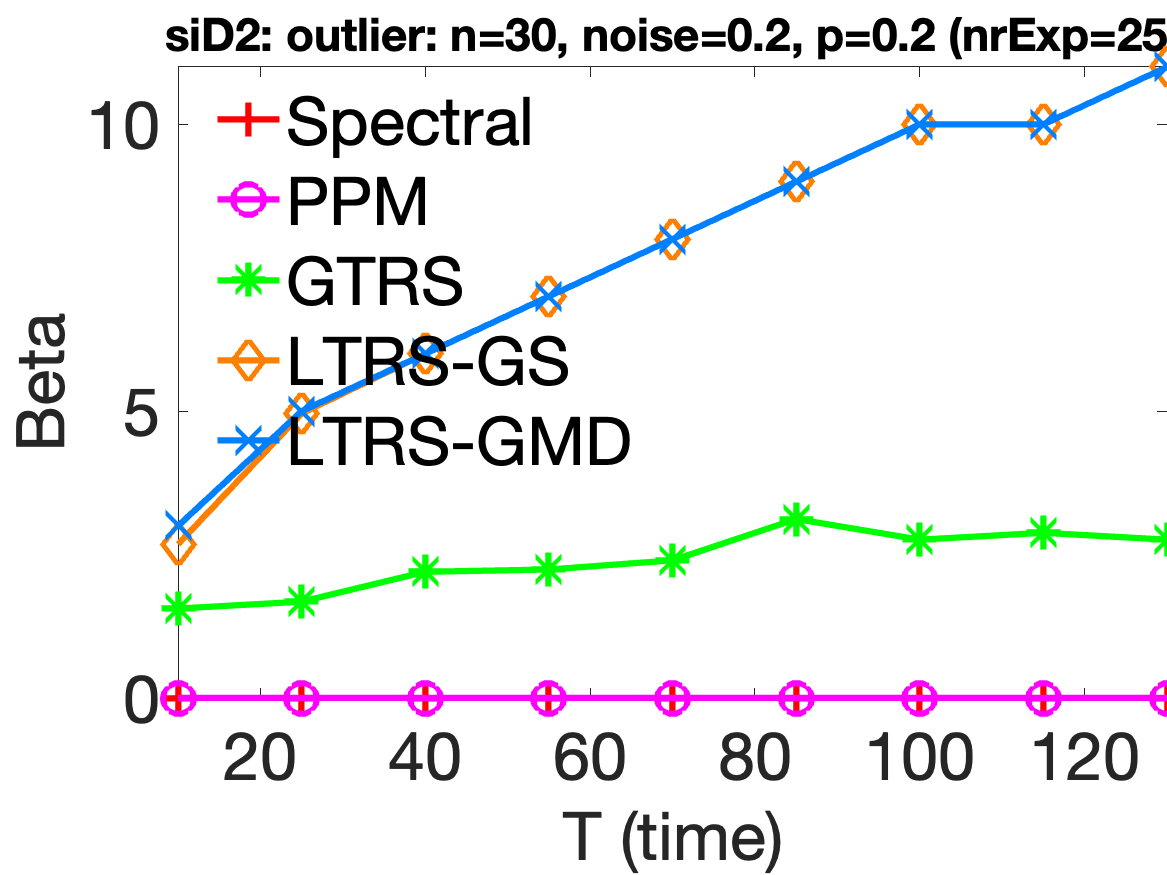 siD2: outlier: n=30, noise=0.2, p=0.2 (nrExp=25
Spectral
PPM
GTRS
LTRS-GS
LTRS-GMD
10
5
0
Beta
20 40 60 80 100 120
T (time)